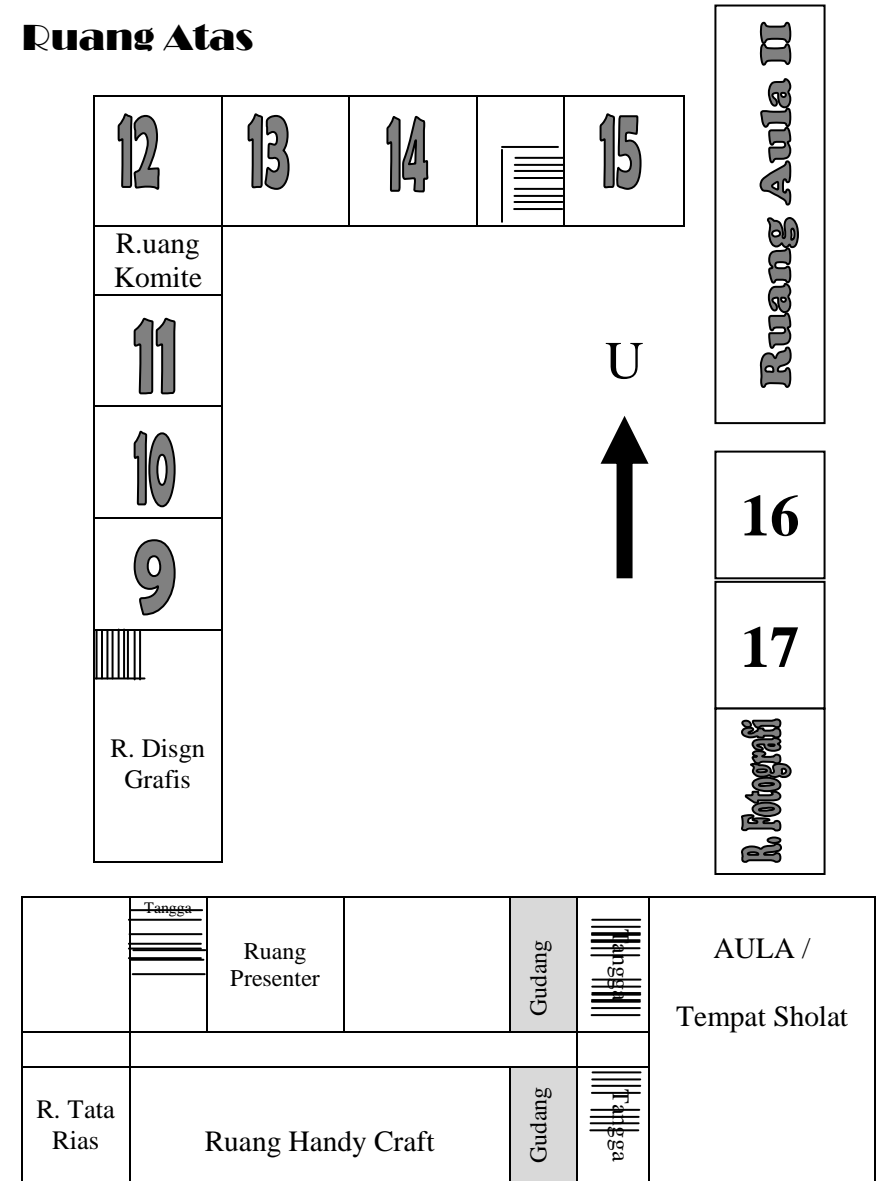 Ruang Atas
Ruang Aula II
12
13
14
15
R.uang
Komite
11
U
10
16
9
17
R. Disgn
Grafis
R. Fotografi
Tangga
Ruang
Presenter
Gudang
Tangga
AULA /
Tempat Sholat
R. Tata
Rias
Ruang Handy Craft
Gudang
Tangga